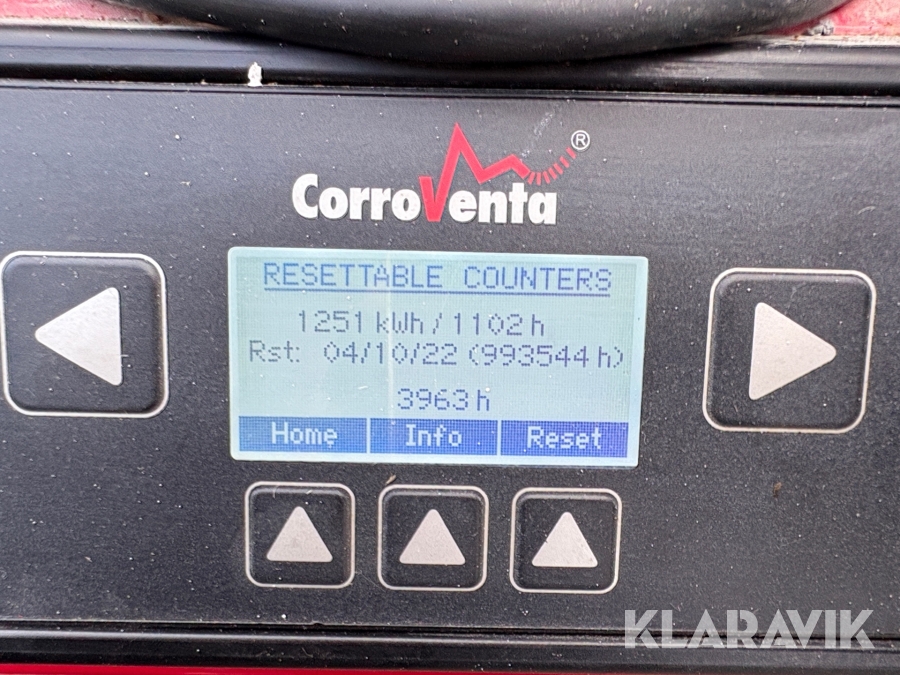 CorroVenta®
RESETTABLE COUNTERS
1251 kWh / 1102 h
Rst: 04/10/22 (993544 h)
3963 h
Home Info Reset
KLARAVIK